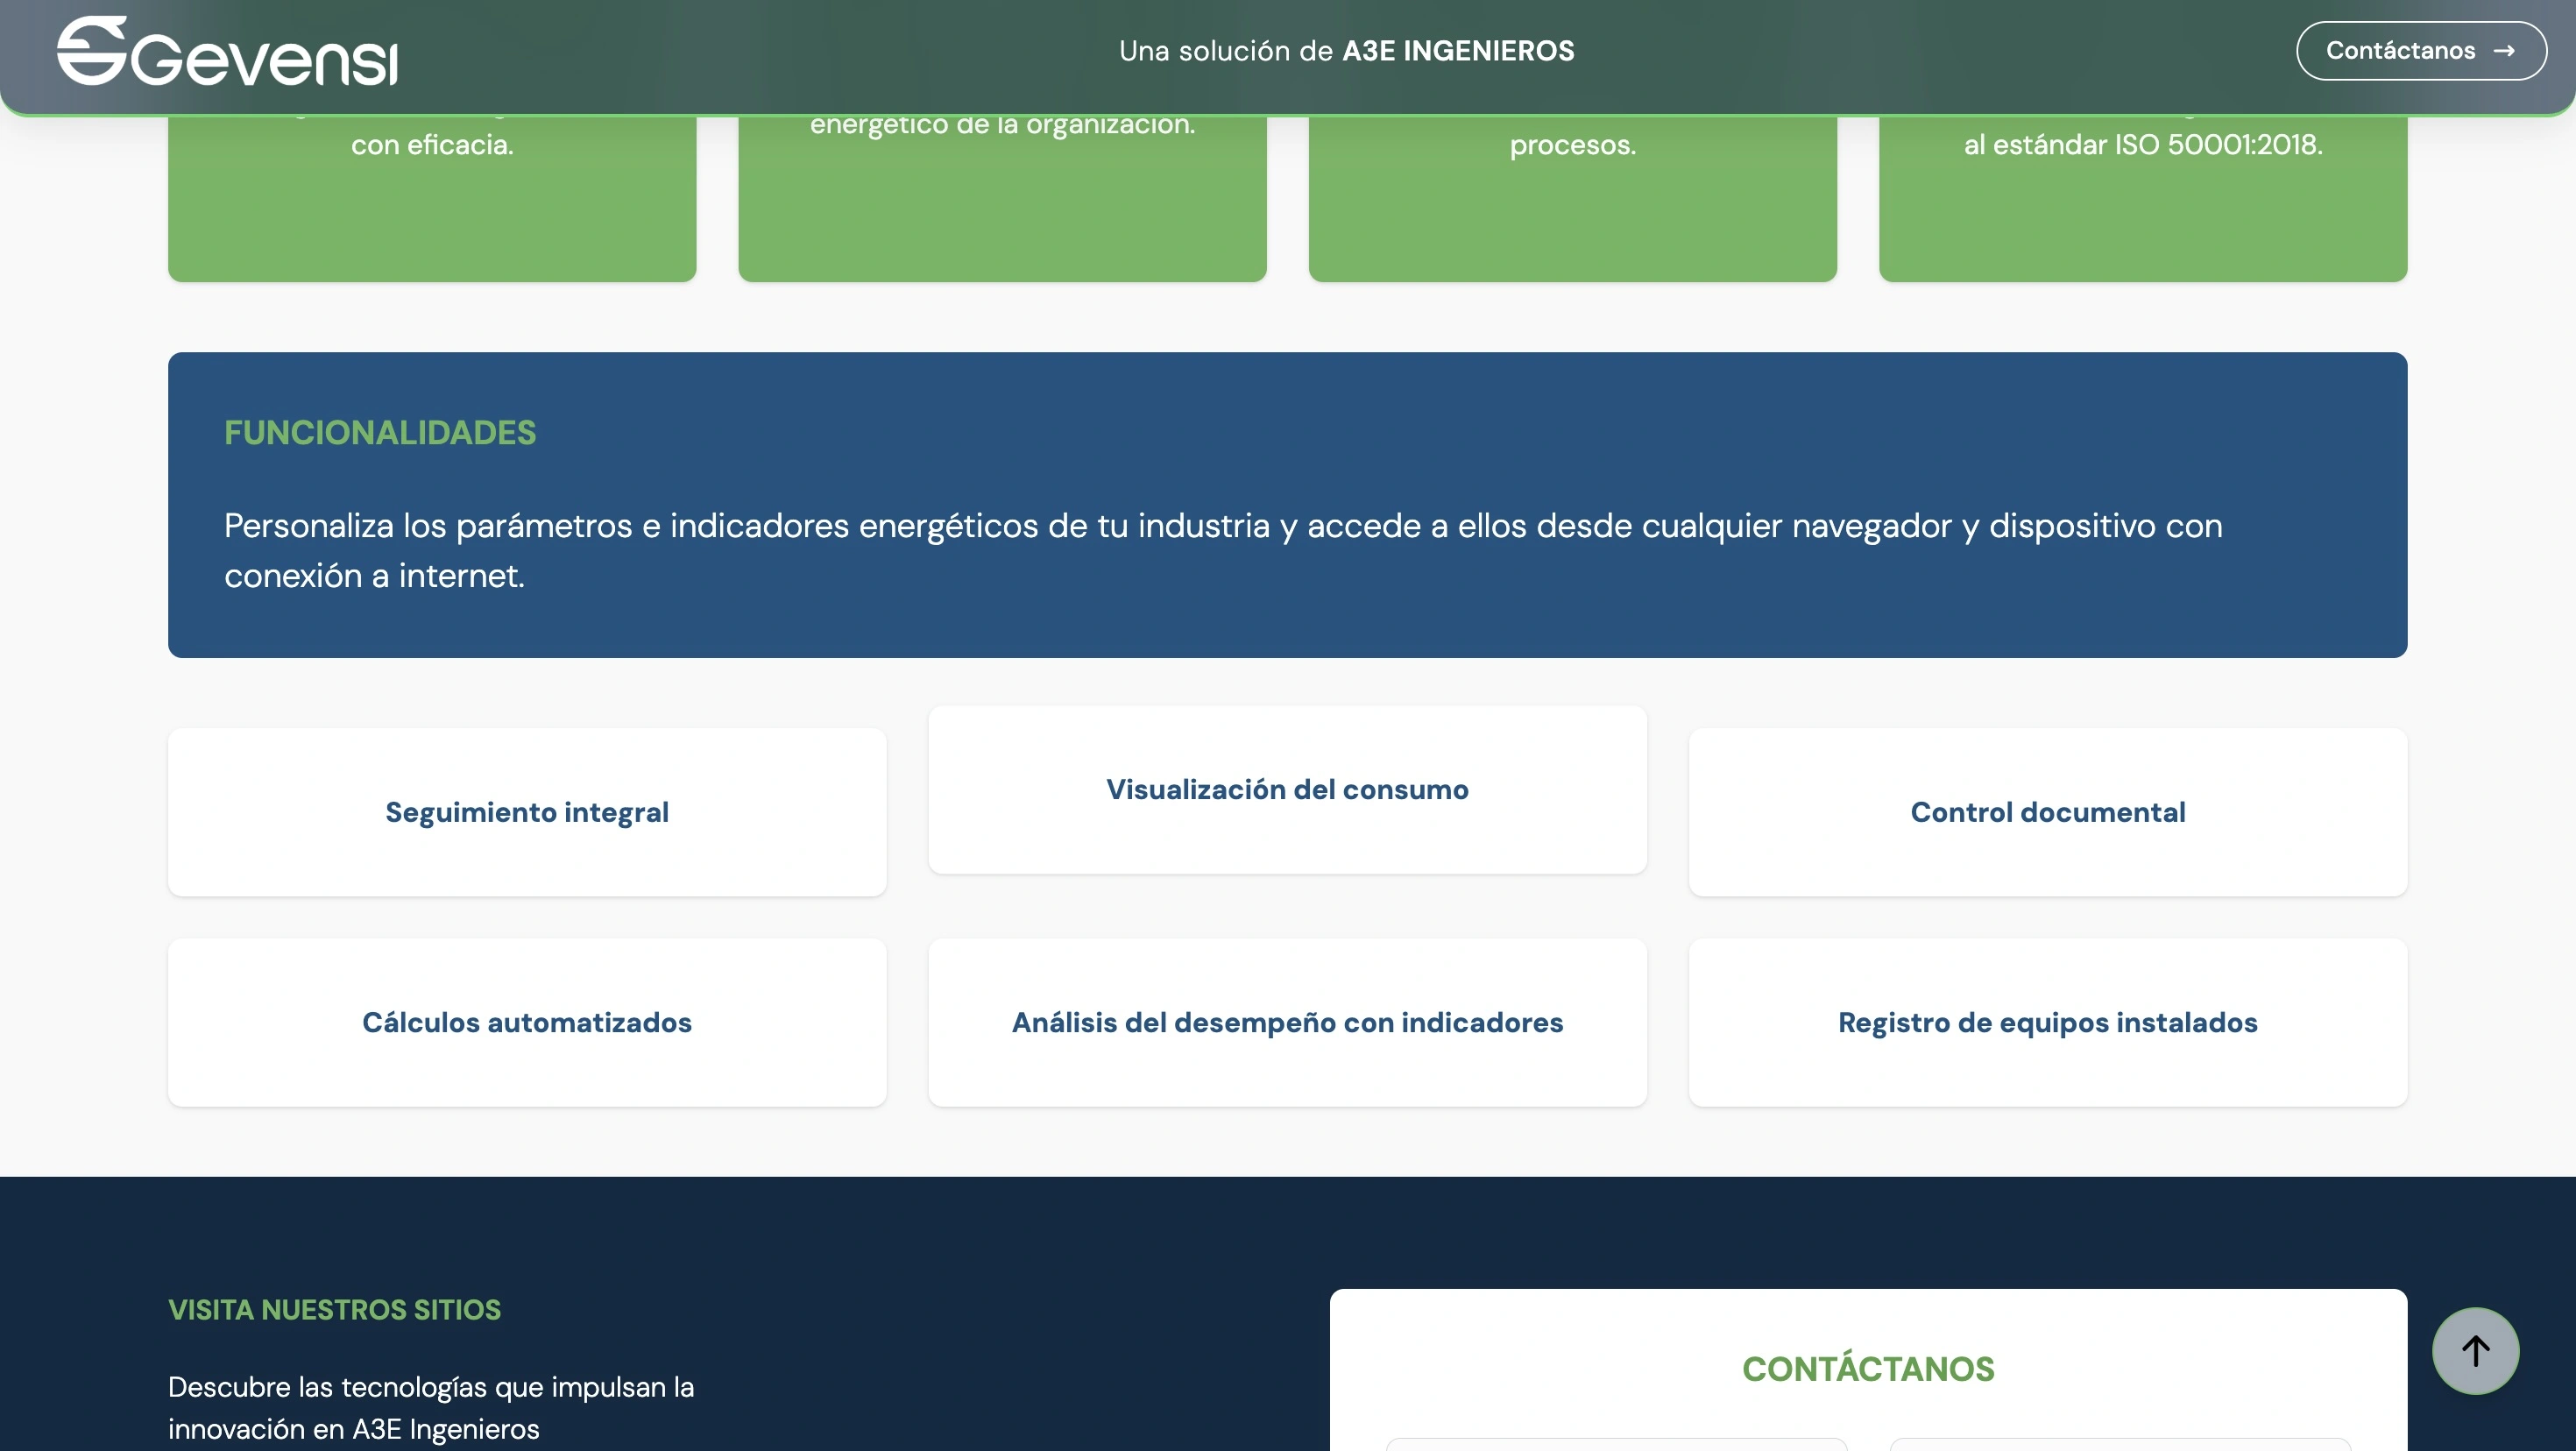 Gevensi
Una solución de A3E INGENIEROS
Contáctanos
con eficacia.
energético de la organización.
procesos.
al estándar ISO 50001:2018.
FUNCIONALIDADES
Personaliza los parámetros e indicadores energéticos de tu industria y accede a ellos desde cualquier navegador y dispositivo con
conexión a internet.
Seguimiento integral
Visualización del consumo
Control documental
Cálculos automatizados
Análisis del desempeño con indicadores
Registro de equipos instalados
VISITA NUESTROS SITIOS
Descubre las tecnologías que impulsan la
innovación en A3E Ingenieros
CONTÁCTANOS